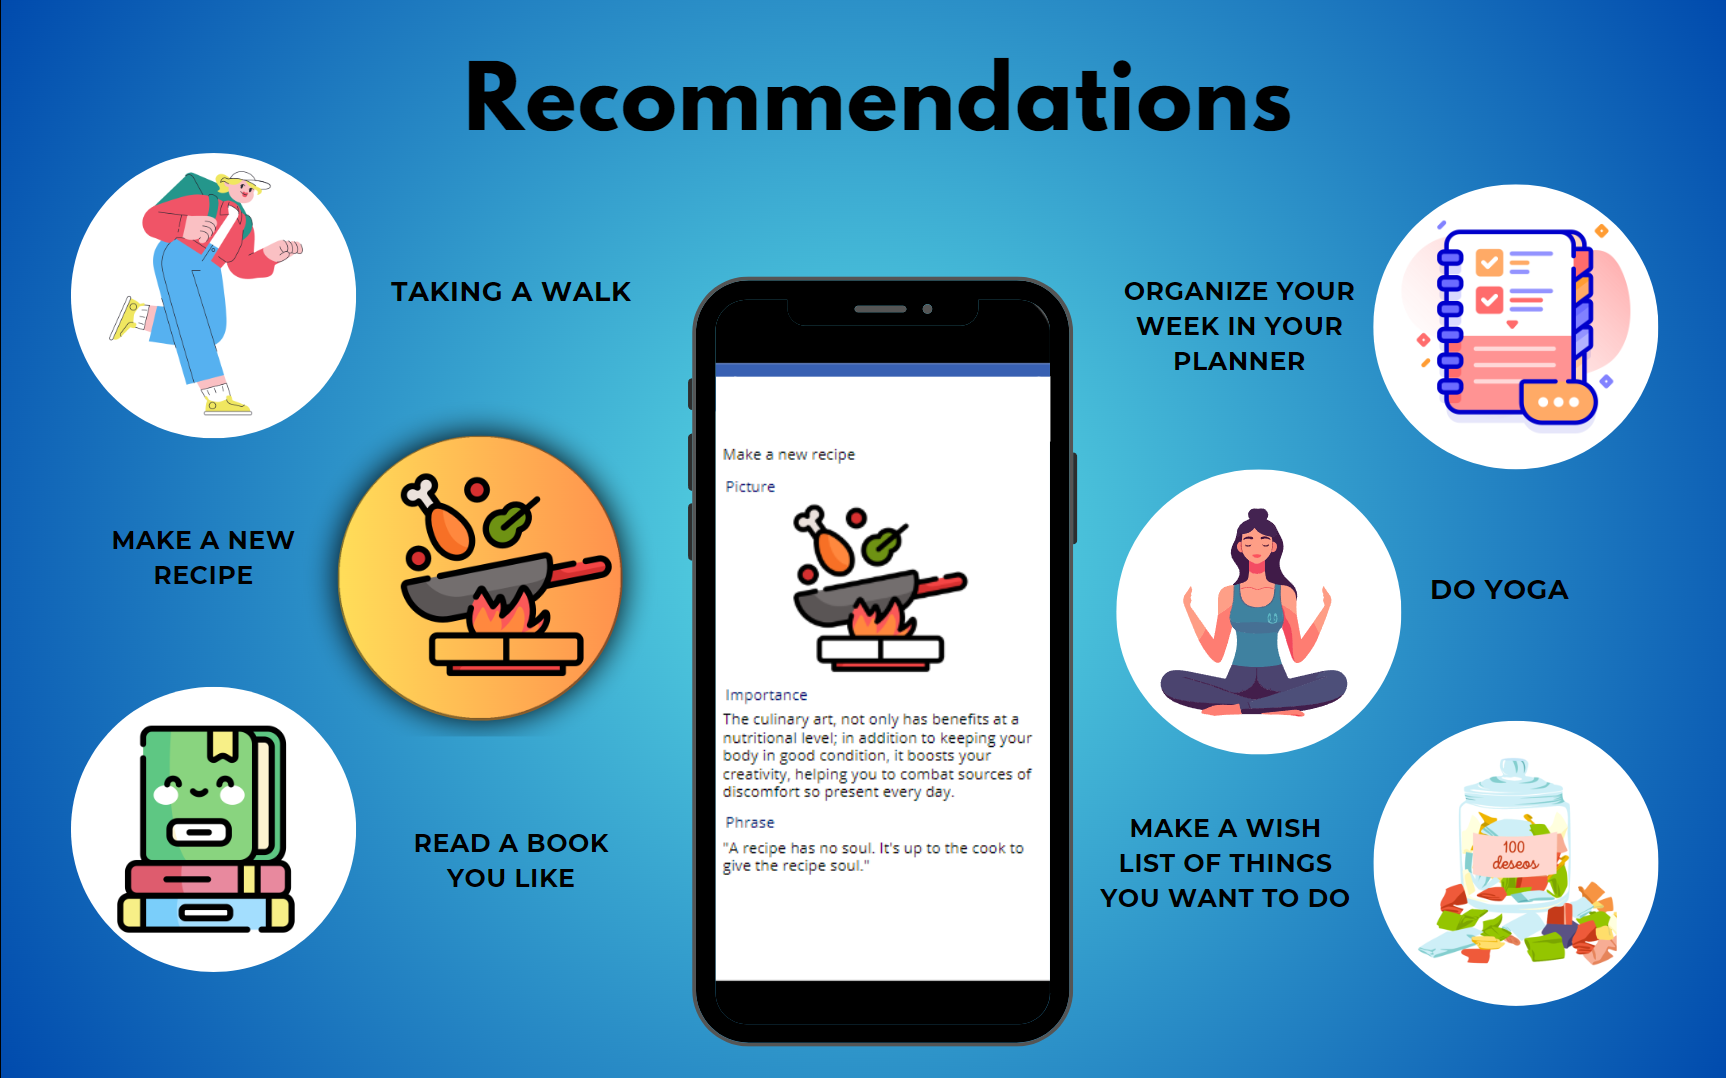 Recommendations
TAKING A WALK
MAKE A NEW
RECIPE
READ A BOOK
YOU LIKE
Make a new recipe
Picture
Importance
The culinary art, not only has benefits at a
nutritional level; in addition to keeping your
body in good condition, it boosts your
creativity, helping you to combat sources of
discomfort so present every day.
Phrase
"A recipe has no soul. It's up to the cook to
give the recipe soul."
ORGANIZE YOUR
WEEK IN YOUR
PLANNER
DO YOGA
MAKE A WISH
LIST OF THINGS
YOU WANT TO DO
100
deseos